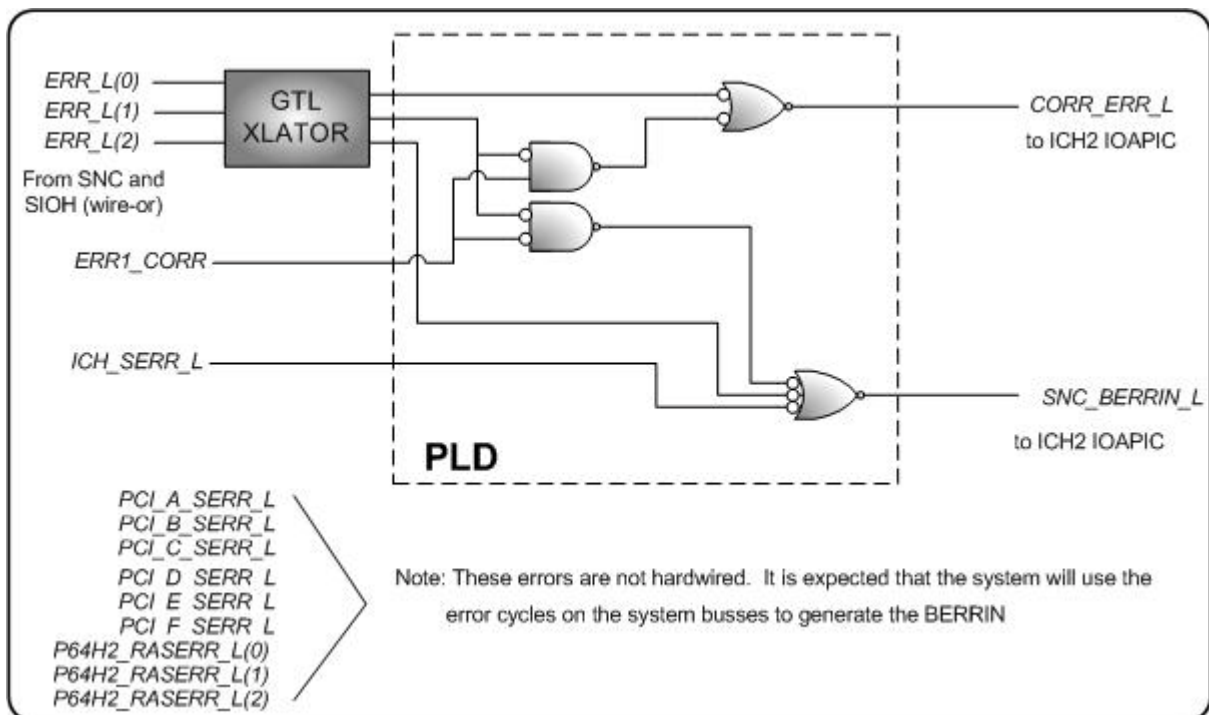 ERR_L(0)
ERR_L(1)
ERR_L(2)
GTL
XLATOR
From SNC and
SIOH (wire-or)
ERR1_CORR
ICH_SERR_L
CORR_ERR_L
to ICH2 IOAPIC
SNC_BERRIN_L
to ICH2 IOAPIC
PLD
PCI_A_SERR_L
PCI_B_SERR_L
PCI_C_SERR_L
PCI_D_SERR_L
PCI_E_SERR_L
PCI_F_SERR_L
P64H2_RASERR_L(0)
P64H2_RASERR_L(1)
P64H2_RASERR_L(2)
Note: These errors are not hardwired. It is expected that the system will use the
error cycles on the system busses to generate the BERRIN